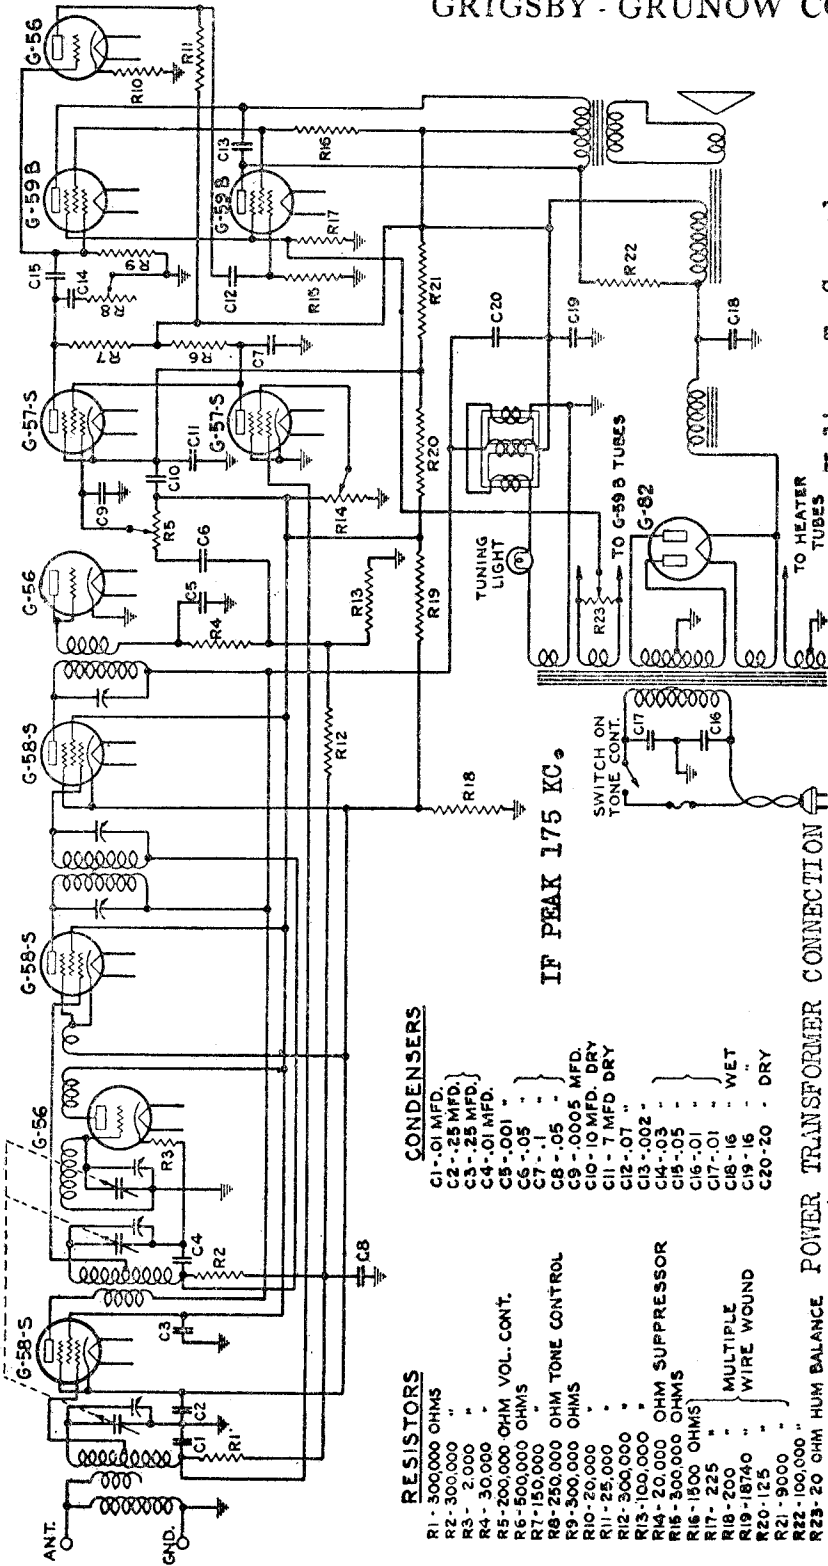 GRIGSBY - GRUNOW CO
G-58-S
G-56
G-58-S
G-58-S
G-56
G-57-S
G-59B
G-56
G-57-S
G-59B
ANT.
GND.
C1
C2
R1
C3
C4
R2
R3
C8
R12
R4
C5
C6
R13
R5
C9
C10
C11
R14
R7
R6
C7
C15
C14
R8
R9
C12
R15
C13
R16
R17
R10
R11
R18
R19
R20
R21
R22
C20
C19
C18
TUNING
LIGHT
R23
TO G-59B TUBES
G-82
TO HEATER
TUBES
SWITCH ON
TONE CONT.
C17
C16
IF PEAK 175 KC.
RESISTORS
R1 - 300,000 OHMS
R2 - 300,000 "
R3 - 2,000 "
R4 - 30,000 "
R5 - 200,000 OHM VOL. CONT.
R6 - 500,000 OHMS
R7 - 150,000 "
R8 - 250,000 OHM TONE CONTROL
R9 - 300,000 OHMS
R10 - 20,000 "
R11 - 25,000 "
R12 - 300,000 "
R13 - 100,000 "
R14 - 20,000 OHM SUPPRESSOR
R15 - 300,000 OHMS
R16 - 1500 OHMS
R17 - 225 "
R18 - 200 "
R19 - 18740 "
R20 - 125 "
R21 - 9000 "
MULTIPLE
WIRE WOUND
R22 - 100,000 "
R23 - 20 OHM HUM BALANCE
CONDENSERS
C1 - .01 MFD.
C2 - .25 MFD.
C3 - .25 MFD.
C4 - .01 MFD.
C5 - .001 "
C6 - .05 "
C7 - .1 "
C8 - .05 "
C9 - .0005 MFD.
C10 - 10 MFD. DRY
C11 - 7 MFD DRY
C12 - .07 "
C13 - .002 "
C14 - .03 "
C15 - .05 "
C16 - .01 "
C17 - .01 "
C18 - 16 " WET
C19 - 16 " "
C20 - 20 - DRY
POWER TRANSFORMER CONNECTION